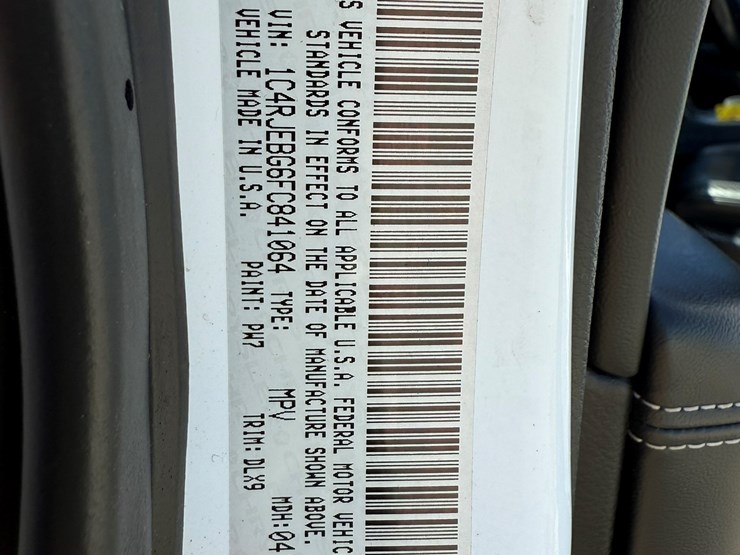 S VEHICLE CONFORMS TO ALL APPLICABLE U.S.A. FEDERAL MOTOR VEHIC
STANDARDS IN EFFECT ON THE DATE OF MANUFACTURE SHOWN ABOVE.
VIN: 1C4RJEBG6FC841064 TYPE: MPV MDH:04
VEHICLE MADE IN U.S.A. PAINT: PW7 TRIM: DLX9